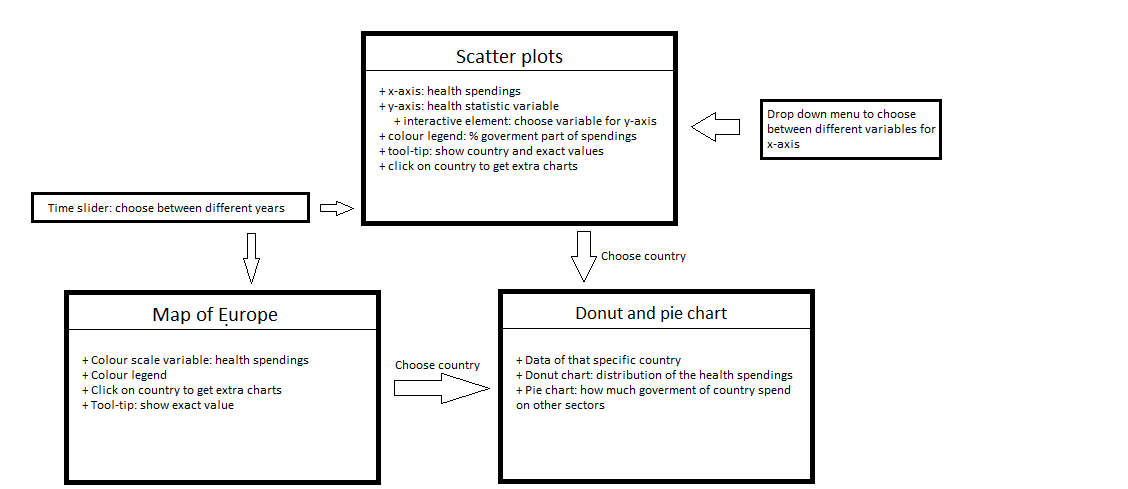 Scatter plots
+ x-axis: health spendings
+ y-axis: health statistic variable
+ interactive element: choose variable for y-axis
+ colour legend: % goverment part of spendings
+ tool-tip: show country and exact values
+ click on country to get extra charts
Drop down menu to choose
between different variables for
x-axis
Time slider: choose between different years
Choose country
Map of Europe
+ Colour scale variable: health spendings
+ Colour legend
+ Click on country to get extra charts
+ Tool-tip: show exact value
Choose country
Donut and pie chart
+ Data of that specific country
+ Donut chart: distribution of the health spendings
+ Pie chart: how much goverment of country spend
on other sectors